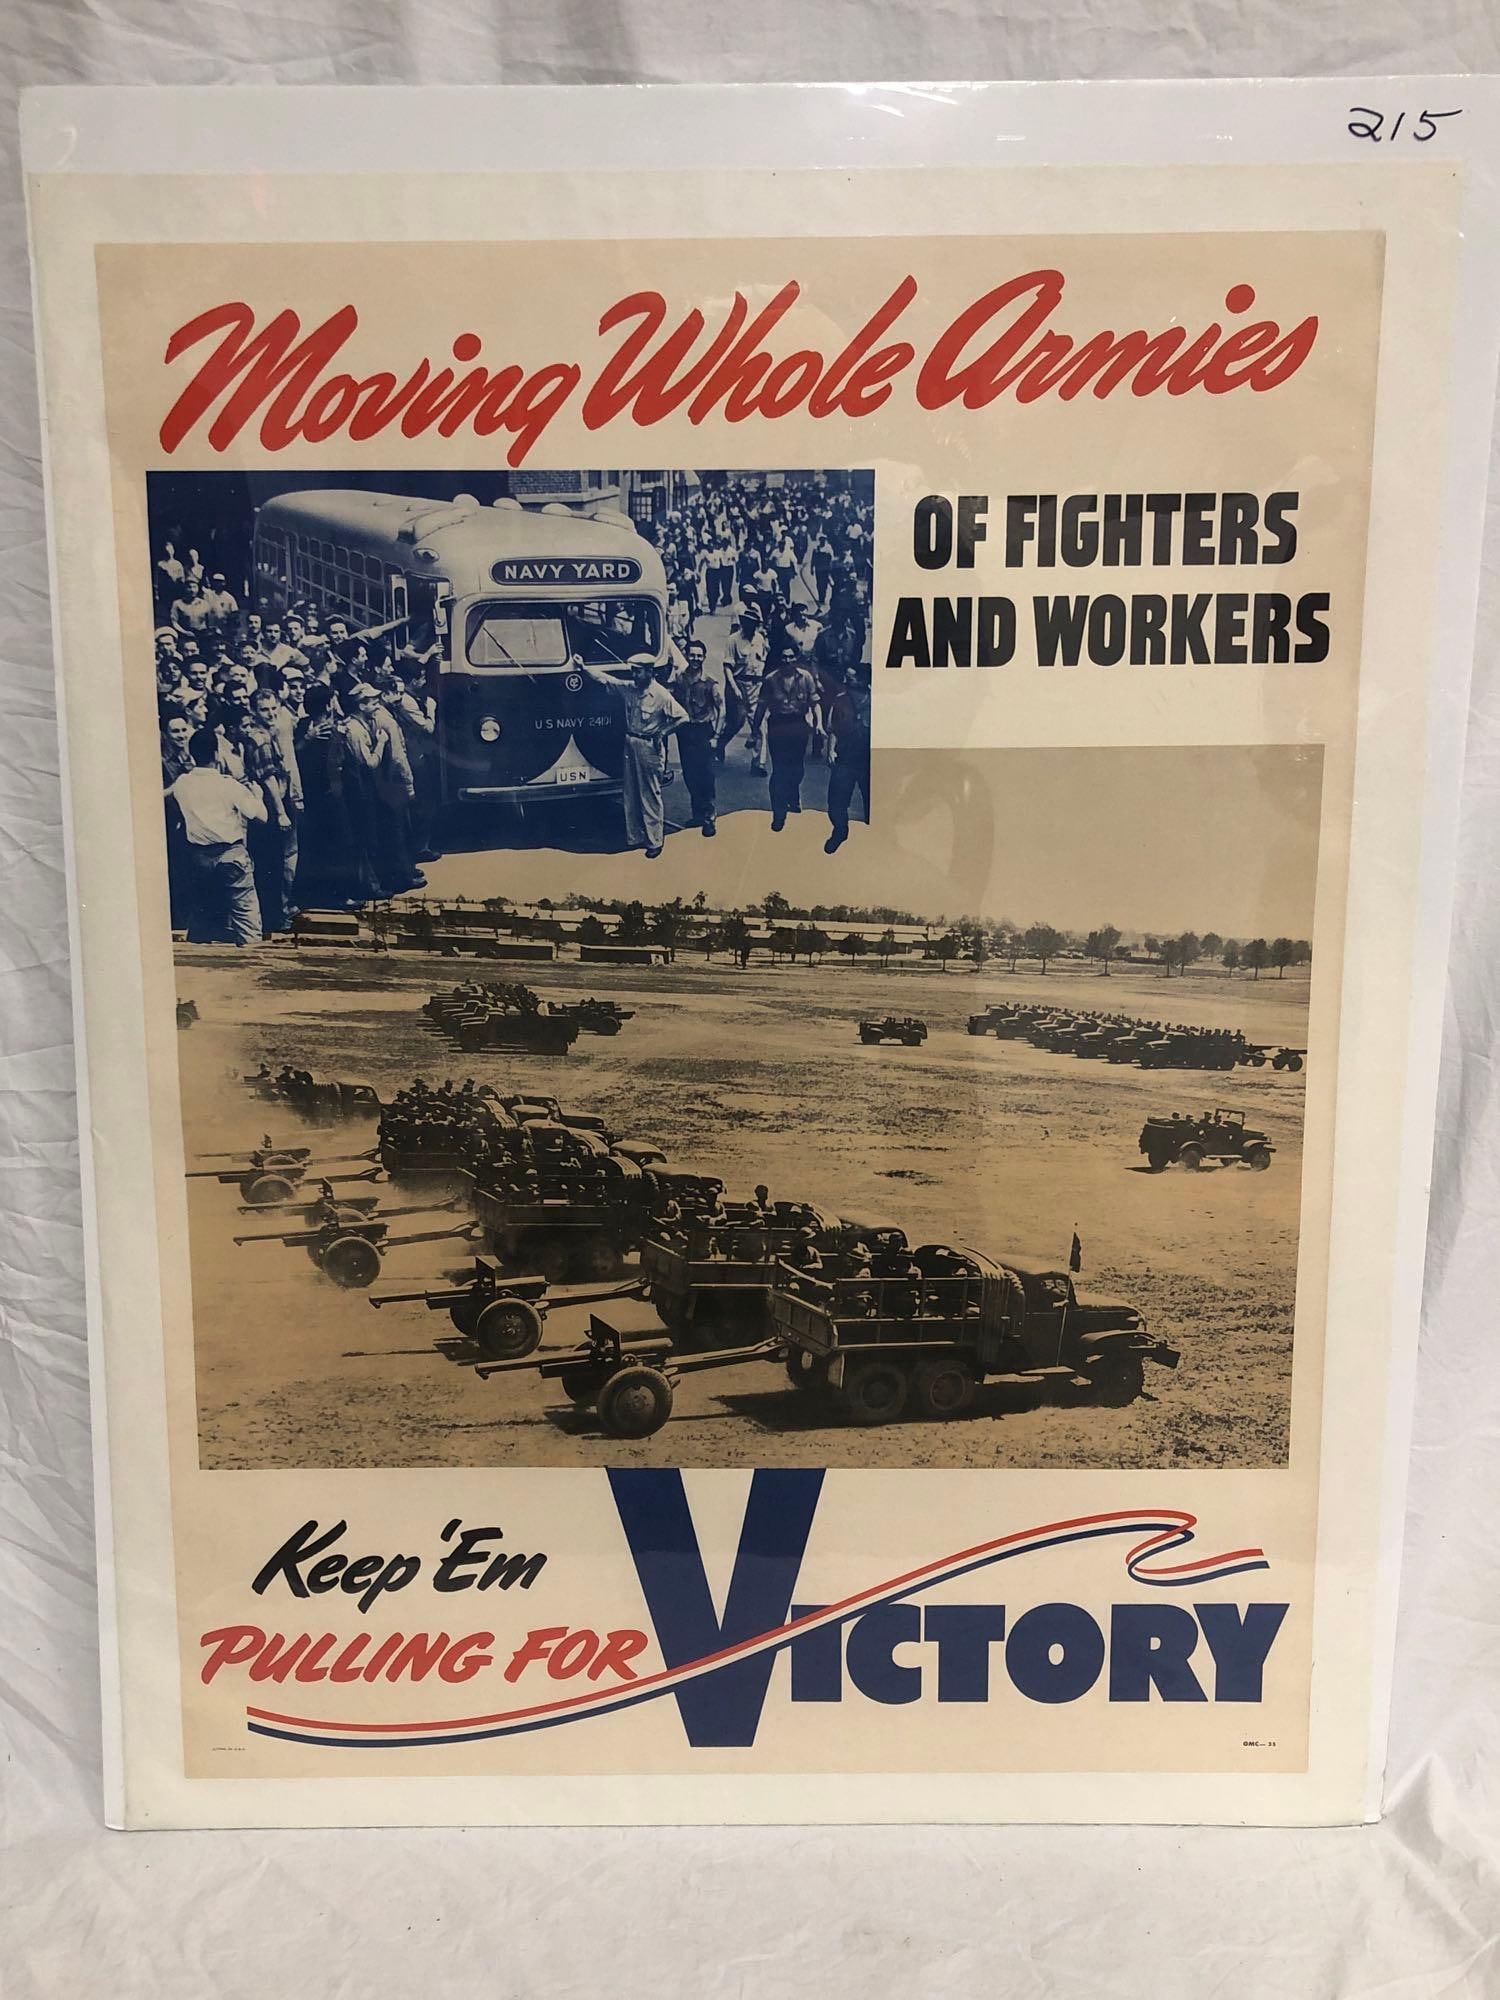 215
Moving Whole Armies
OF FIGHTERS
AND WORKERS
NAVY YARD
U S NAVY 24101
USN
Keep 'Em
PULLING FOR VICTORY
GMC—35